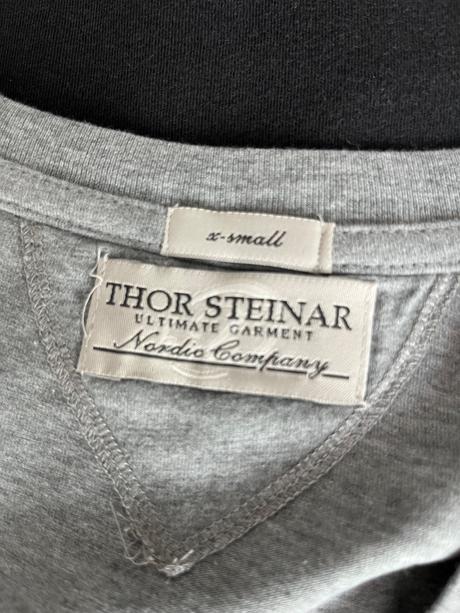 x-small
THOR STEINAR
ULTIMATE GARMENT
Nordic Company